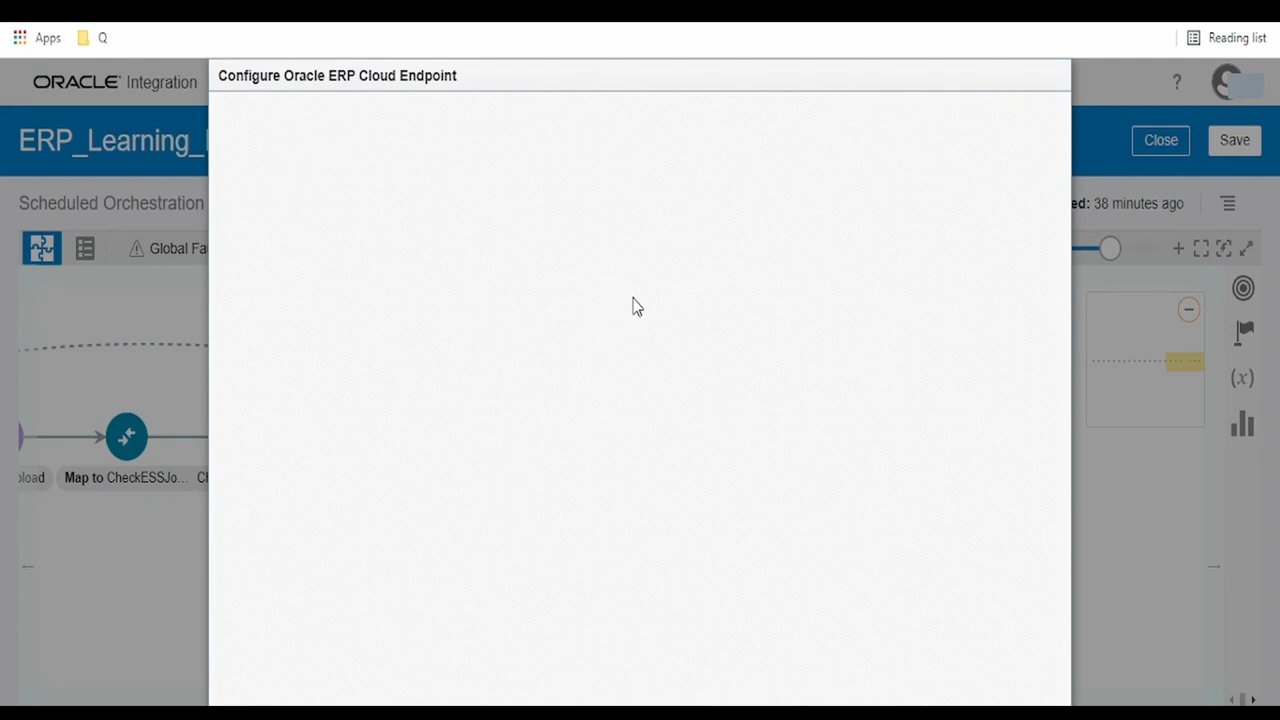 Apps
Q
Reading list
Configure Oracle ERP Cloud Endpoint
ORACLE Integration
?
ERP_Learning_
Close
Save
Scheduled Orchestration
ed: 38 minutes ago
Global Fa
(x)
load
Map to CheckESSJo...